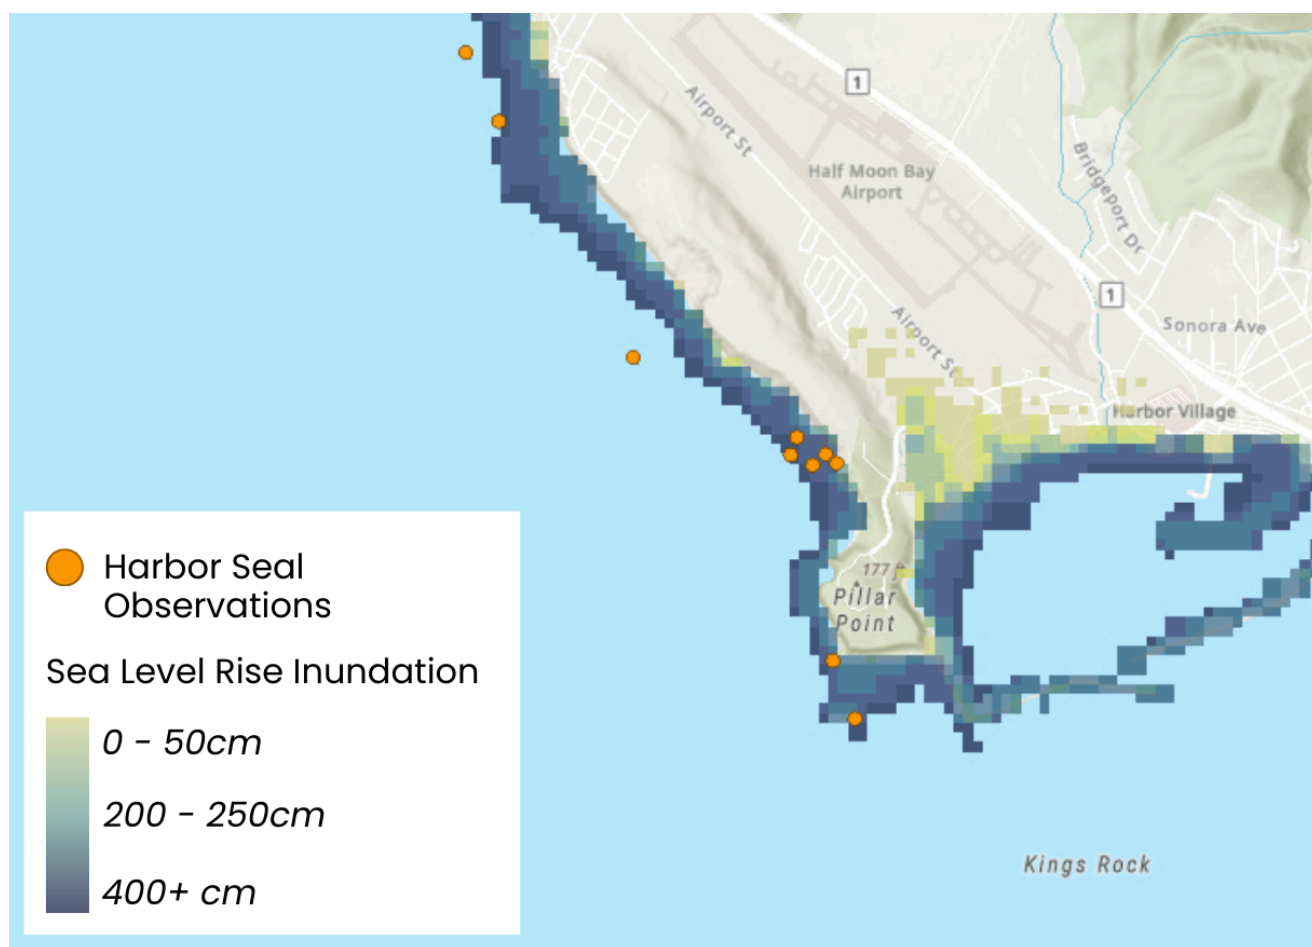 1
Airport St
Half Moon Bay
Airport
Bridgeport Dr
1
Sonora Ave
Airport St
Harbor Village
177 ft
Pillar
Point
Kings Rock
Harbor Seal
Observations
Sea Level Rise Inundation
0 - 50cm
200 - 250cm
400+ cm